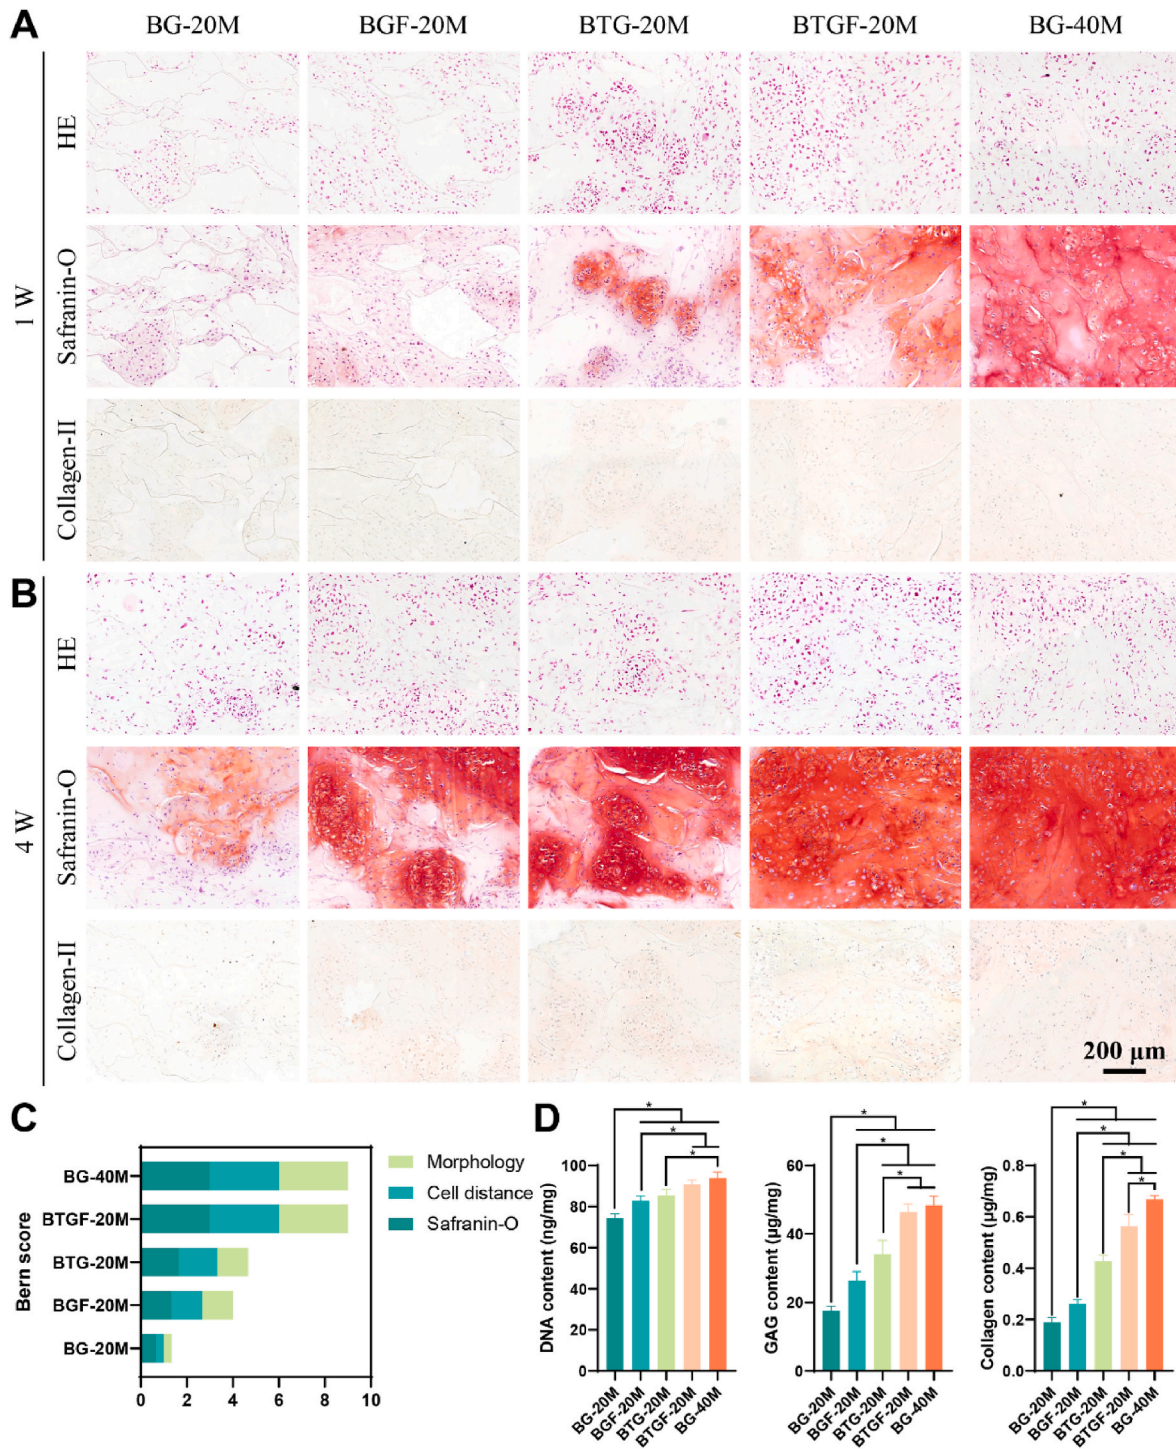 A
BG-20M
BGF-20M
BTG-20M
BTGF-20M
BG-40M
1 W
HE
Safranin-O
Collagen-II
B
4 W
HE
Safranin-O
Collagen-II
200 μm
C
Bern score
BG-40M
BTGF-20M
BTG-20M
BGF-20M
BG-20M
0 2 4 6 8 10
Morphology
Cell distance
Safranin-O
D
DNA content (ng/mg)
100
80
60
40
20
0
* * *
BG-20M
BGF-20M
BTG-20M
BTGF-20M
BG-40M
GAG content (μg/mg)
60
40
20
0
* * *
BG-20M
BGF-20M
BTG-20M
BTGF-20M
BG-40M
Collagen content (μg/mg)
0.8
0.6
0.4
0.2
0.0
* * * *
BG-20M
BGF-20M
BTG-20M
BTGF-20M
BG-40M